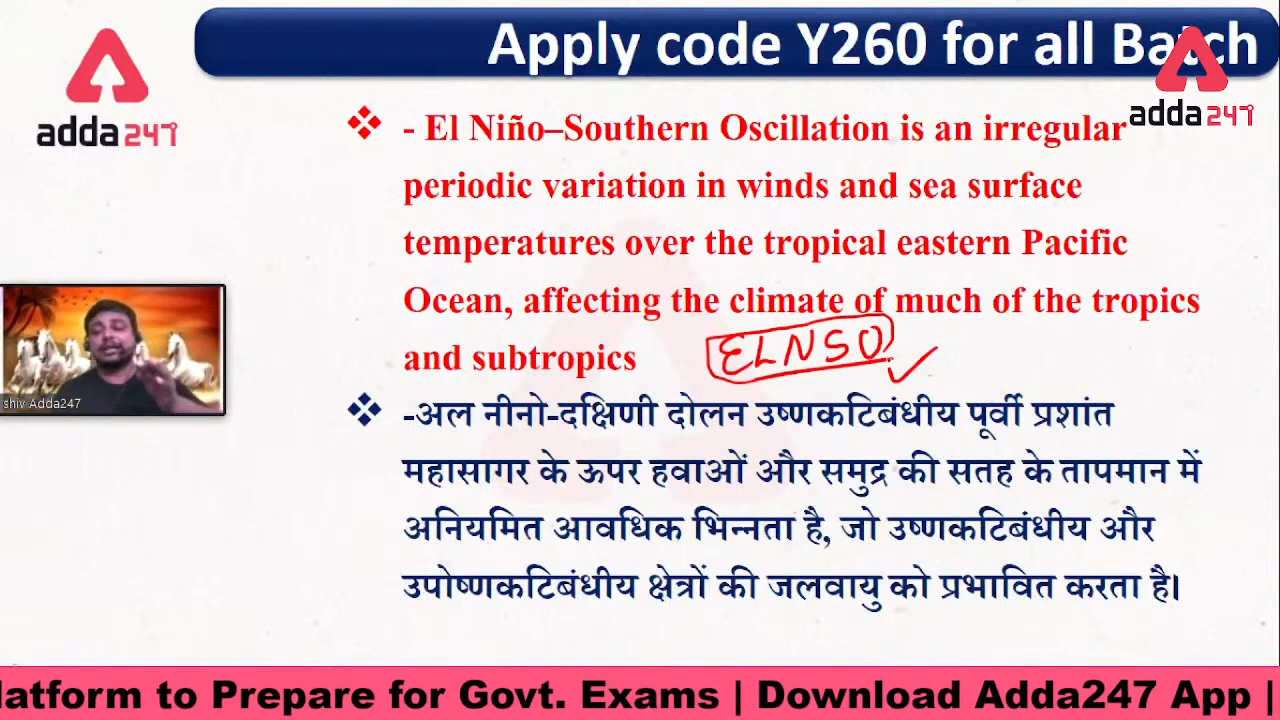 Apply code Y260 for all Batch
adda247
adda247
- El Niño–Southern Oscillation is an irregular
periodic variation in winds and sea surface
temperatures over the tropical eastern Pacific
Ocean, affecting the climate of much of the tropics
and subtropics
ELNSO
shiv Adda247
-अल नीनो-दक्षिणी दोलन उष्णकटिबंधीय पूर्वी प्रशांत
महासागर के ऊपर हवाओं और समुद्र की सतह के तापमान में
अनियमित आवधिक भिन्नता है, जो उष्णकटिबंधीय और
उपोष्णकटिबंधीय क्षेत्रों की जलवायु को प्रभावित करता है।
latform to Prepare for Govt. Exams | Download Adda247 App |